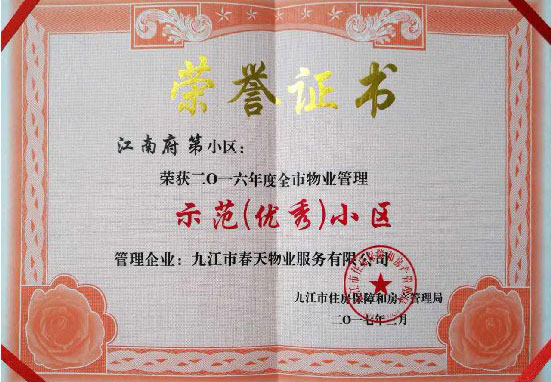 荣誉证书
江南府第小区：
荣获二〇一六年度全市物业管理
示范(优秀)小区
管理企业：九江市春天物业服务有限公司
九江市住房保障和房产管理局
二〇一七年二月